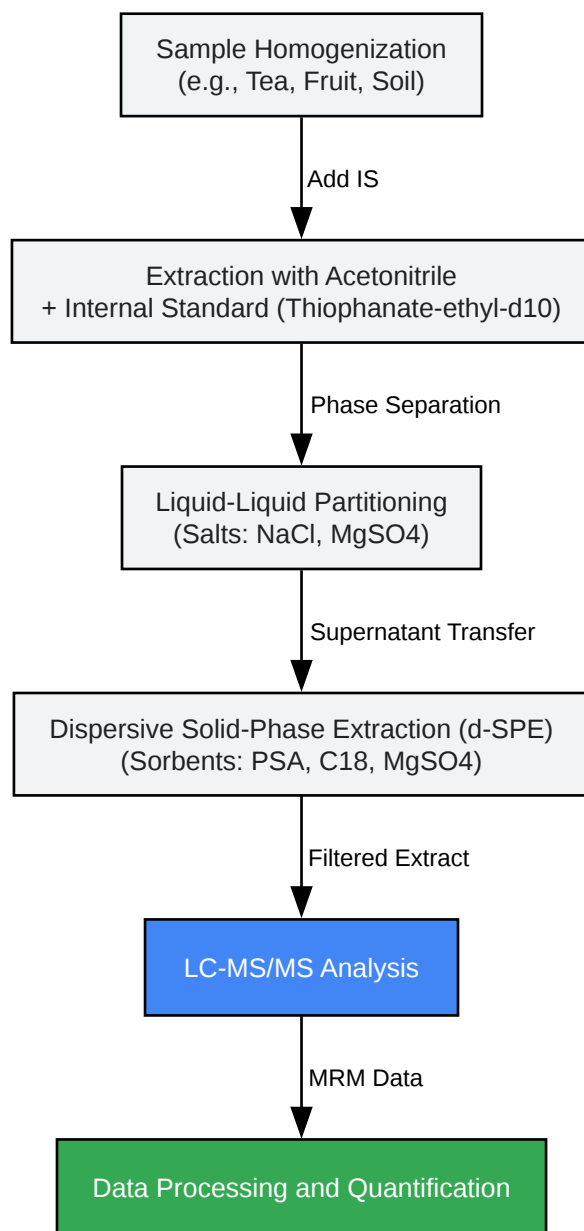 Sample Homogenization
(e.g., Tea, Fruit, Soil)
Add IS
Extraction with Acetonitrile
+ Internal Standard (Thiophanate-ethyl-d10)
Phase Separation
Liquid-Liquid Partitioning
(Salts: NaCl, MgSO4)
Supernatant Transfer
Dispersive Solid-Phase Extraction (d-SPE)
(Sorbents: PSA, C18, MgSO4)
Filtered Extract
LC-MS/MS Analysis
MRM Data
Data Processing and Quantification